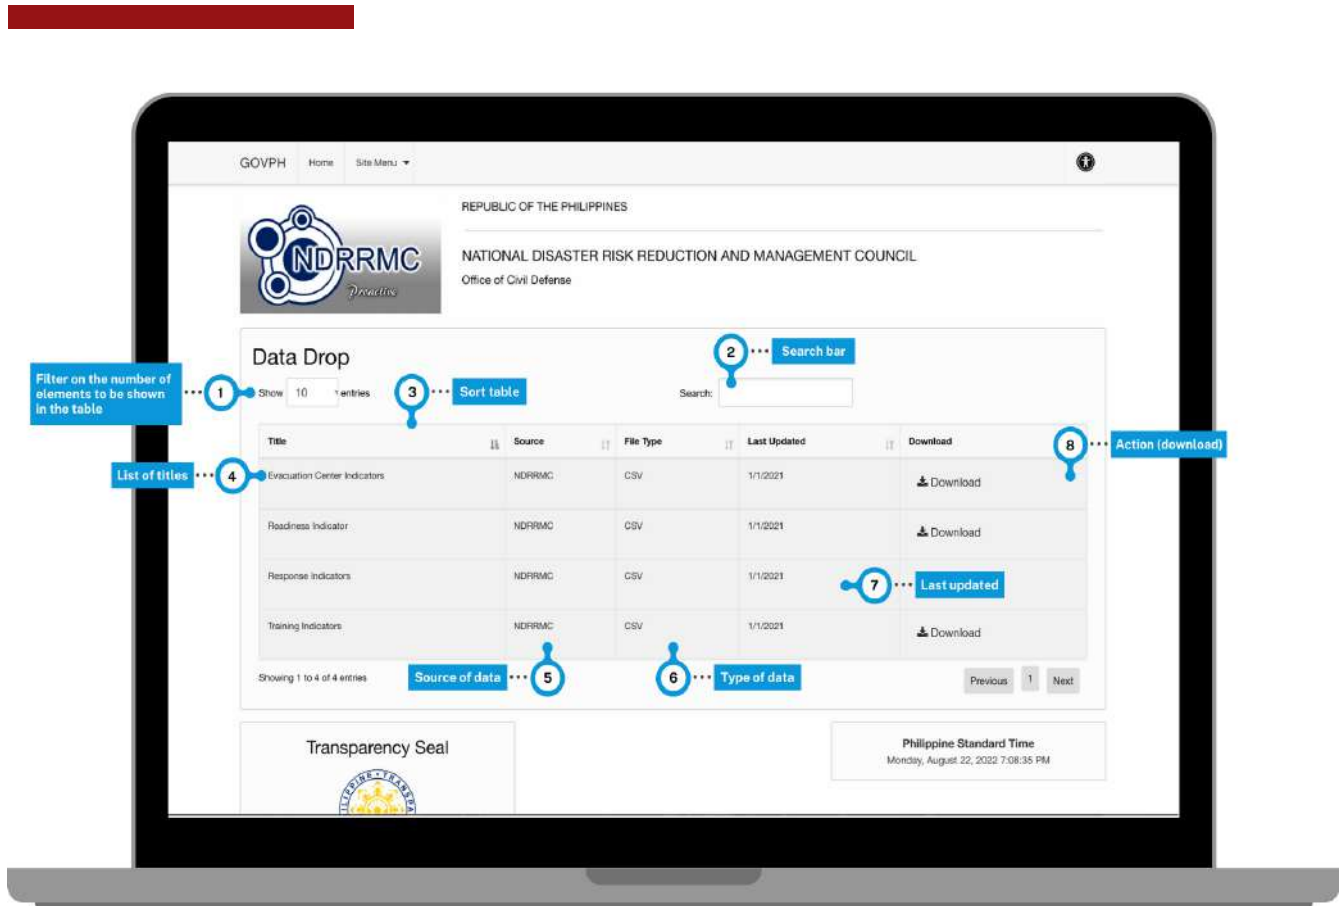 GOVPH Home Site Menu
REPUBLIC OF THE PHILIPPINES
NDRRMC
Proactive
NATIONAL DISASTER RISK REDUCTION AND MANAGEMENT COUNCIL
Office of Civil Defense
Data Drop
2 Search bar
Filter on the number of
elements to be shown
in the table
1
Show 10 entries
3 Sort table
Search:
Title Source File Type Last Updated Download
8 Action (download)
List of titles 4
Evacuation Center Indicators NDRRMC CSV 1/1/2021 Download
Readiness Indicator NDRRMC CSV 1/1/2021 Download
Response Indicators NDRRMC CSV 1/1/2021
7 Last updated
Training Indicators NDRRMC CSV 1/1/2021 Download
Showing 1 to 4 of 4 entries
Source of data 5
6 Type of data
Previous 1 Next
Transparency Seal
Philippine Standard Time
Monday, August 22, 2022 7:08:35 PM